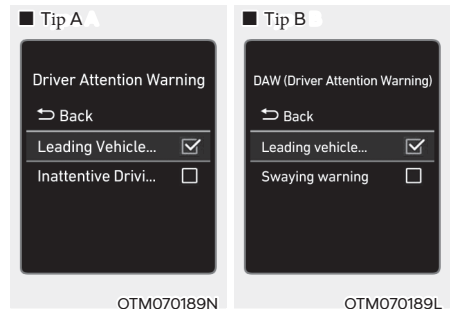 ■ Tip A
Driver Attention Warning
Back
Leading Vehicle...
Inattentive Drivi...
OTM070189N
■ Tip B
DAW (Driver Attention Warning)
Back
Leading vehicle...
Swaying warning
OTM070189L